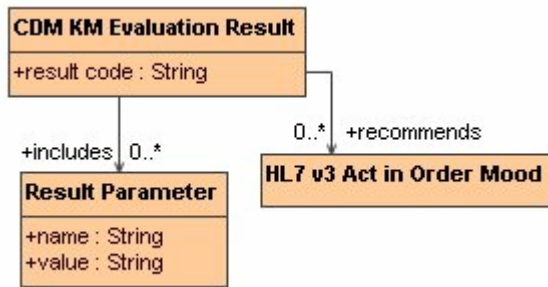 CDM KM Evaluation Result
+result code : String
0..* +recommends
+includes 0..*
HL7 v3 Act in Order Mood
Result Parameter
+name : String
+value : String